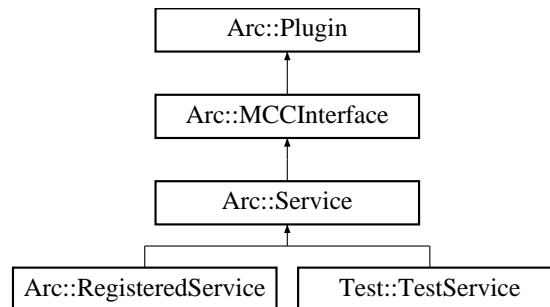 Arc::Plugin
Arc::MCCInterface
Arc::Service
Arc::RegisteredService
Test::TestService